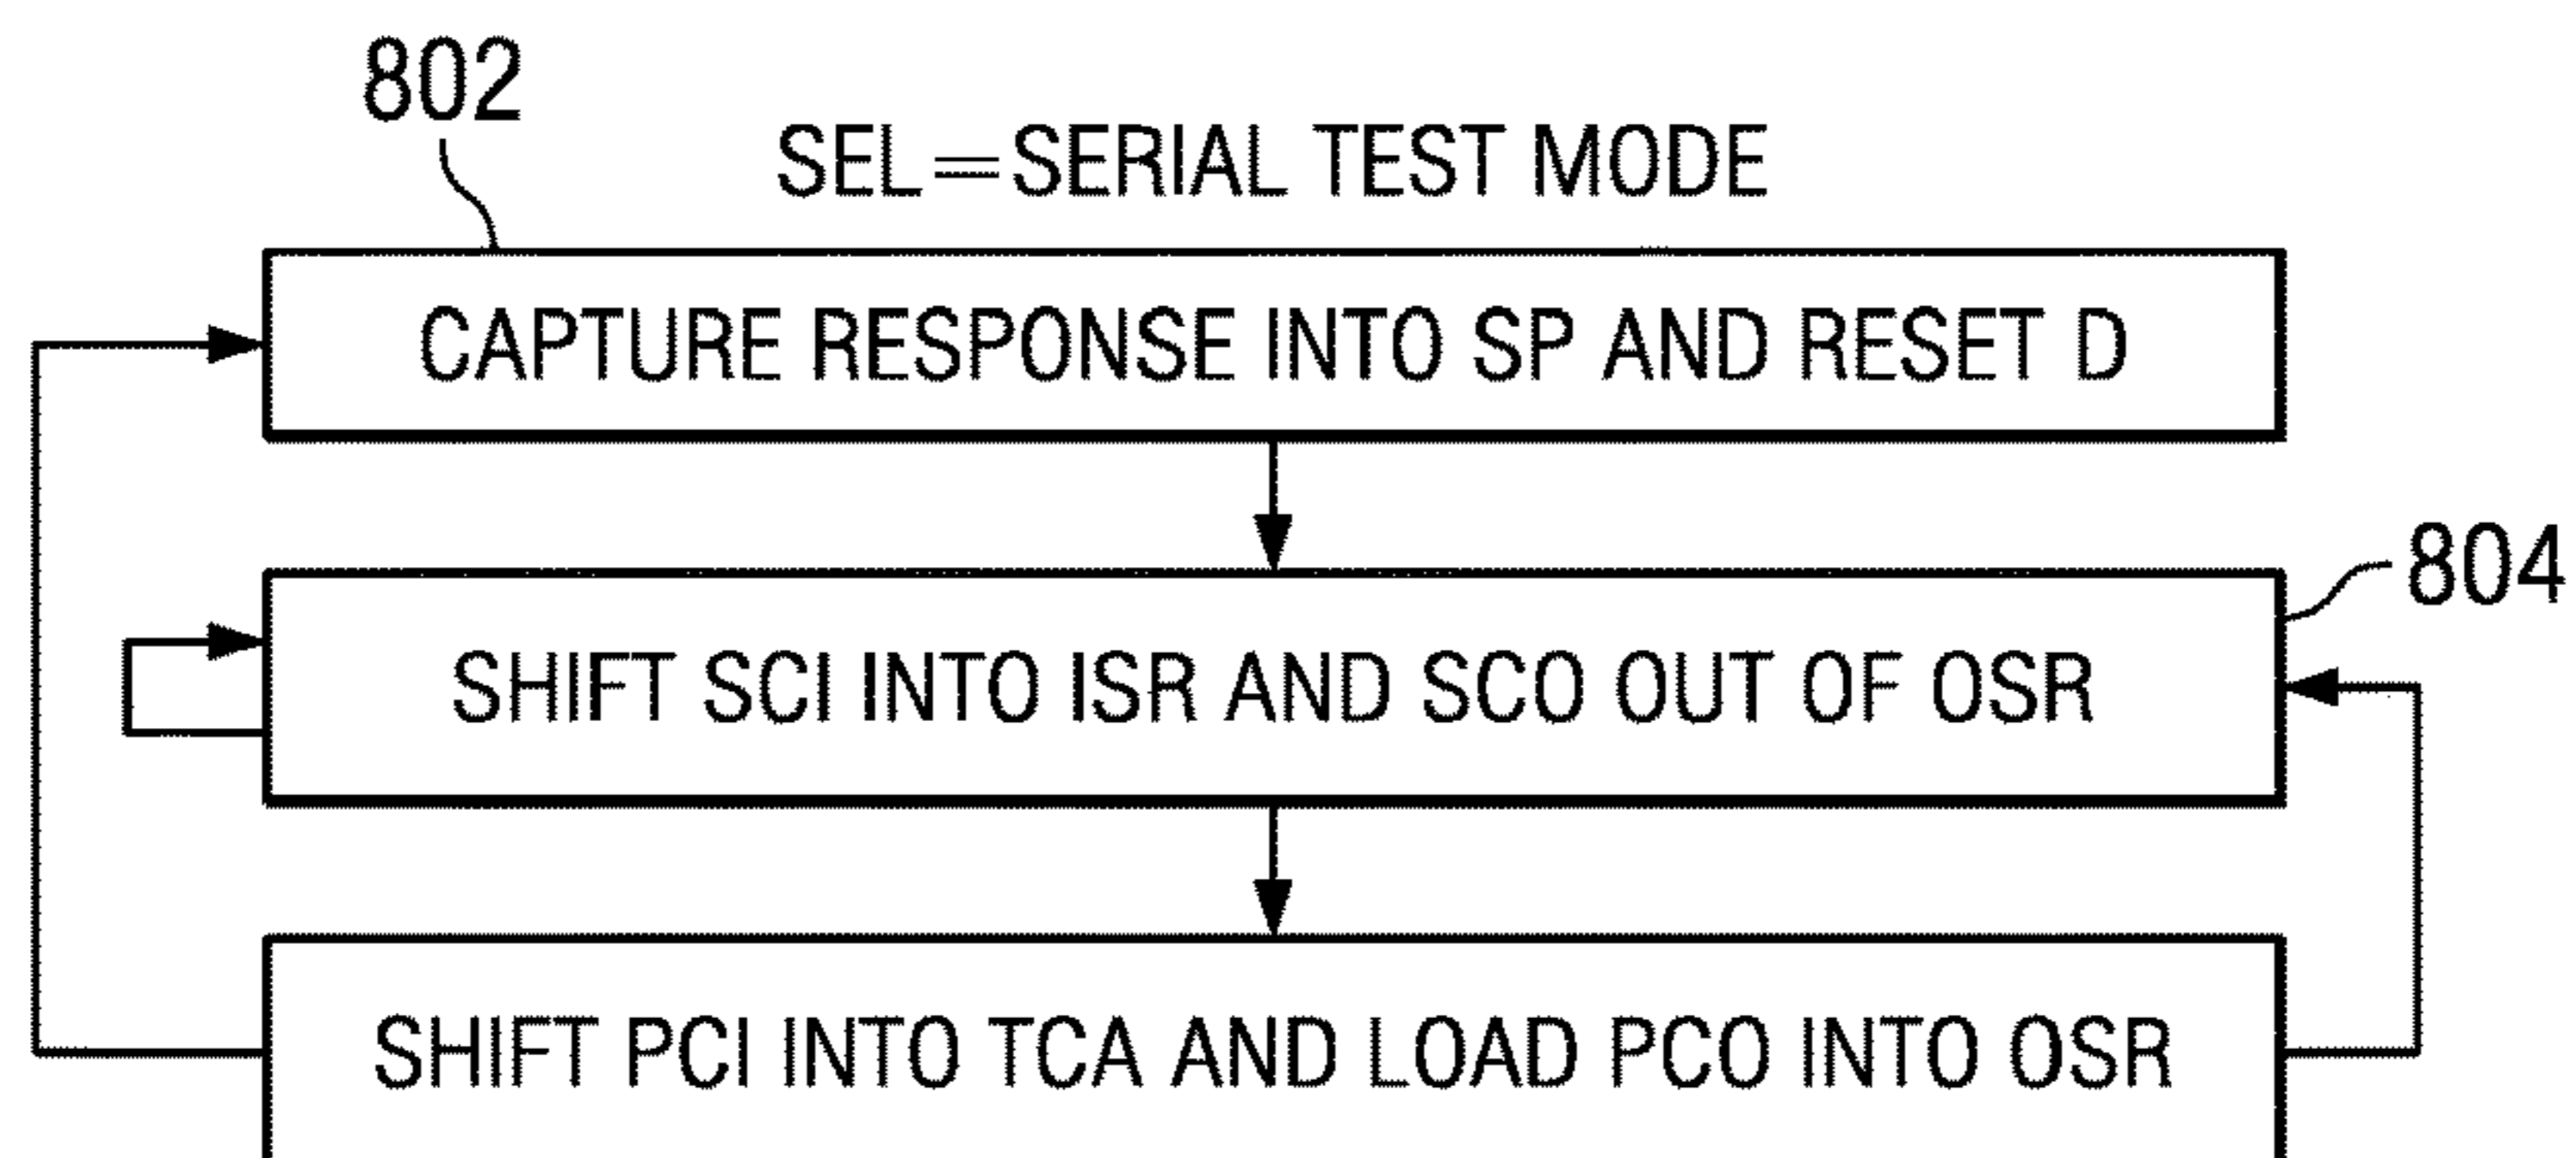 802
SEL=SERIAL TEST MODE
CAPTURE RESPONSE INTO SP AND RESET D
804
SHIFT SCI INTO ISR AND SCO OUT OF OSR
SHIFT PCI INTO TCA AND LOAD PCO INTO OSR